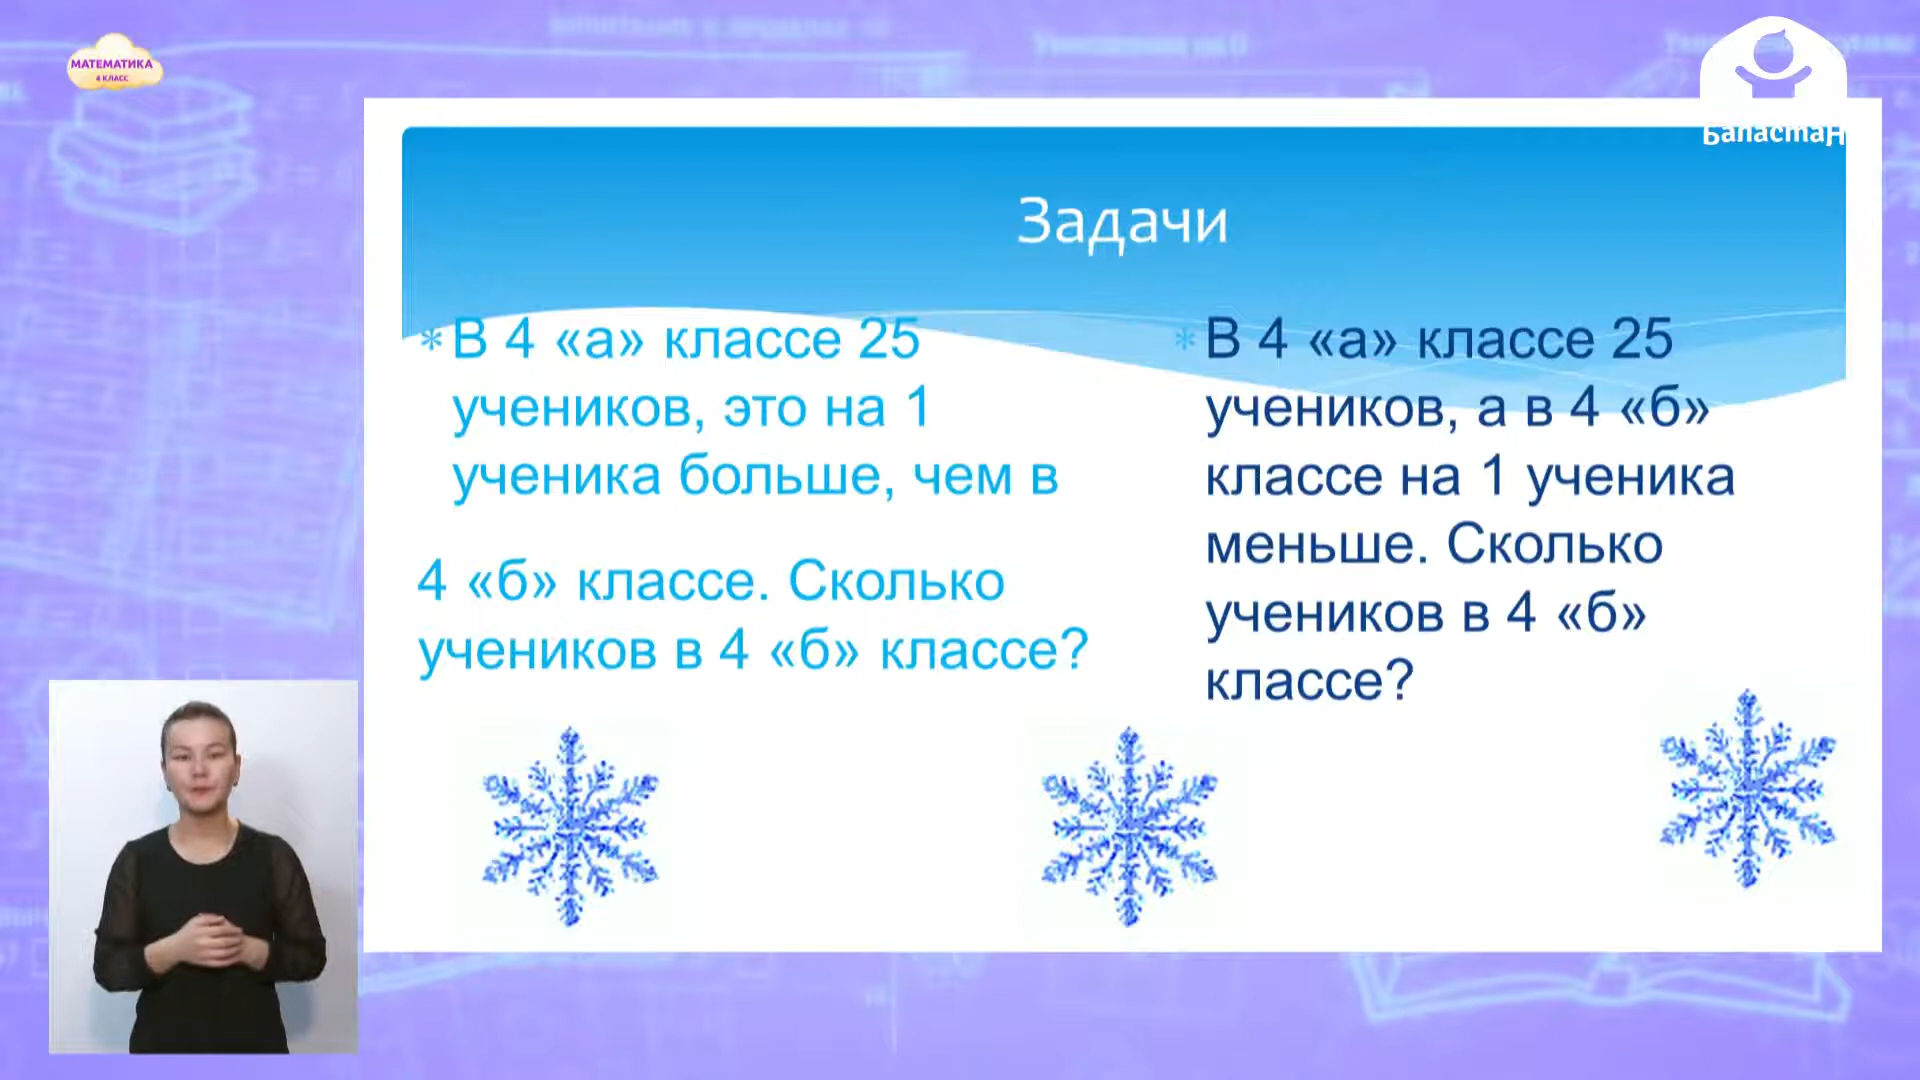 МАТЕМАТИКА
4 КЛАСС
Баластан
Задачи
* В 4 «а» классе 25
учеников, это на 1
ученика больше, чем в
4 «б» классе. Сколько
учеников в 4 «б» классе?
* В 4 «а» классе 25
учеников, а в 4 «б»
классе на 1 ученика
меньше. Сколько
учеников в 4 «б»
классе?